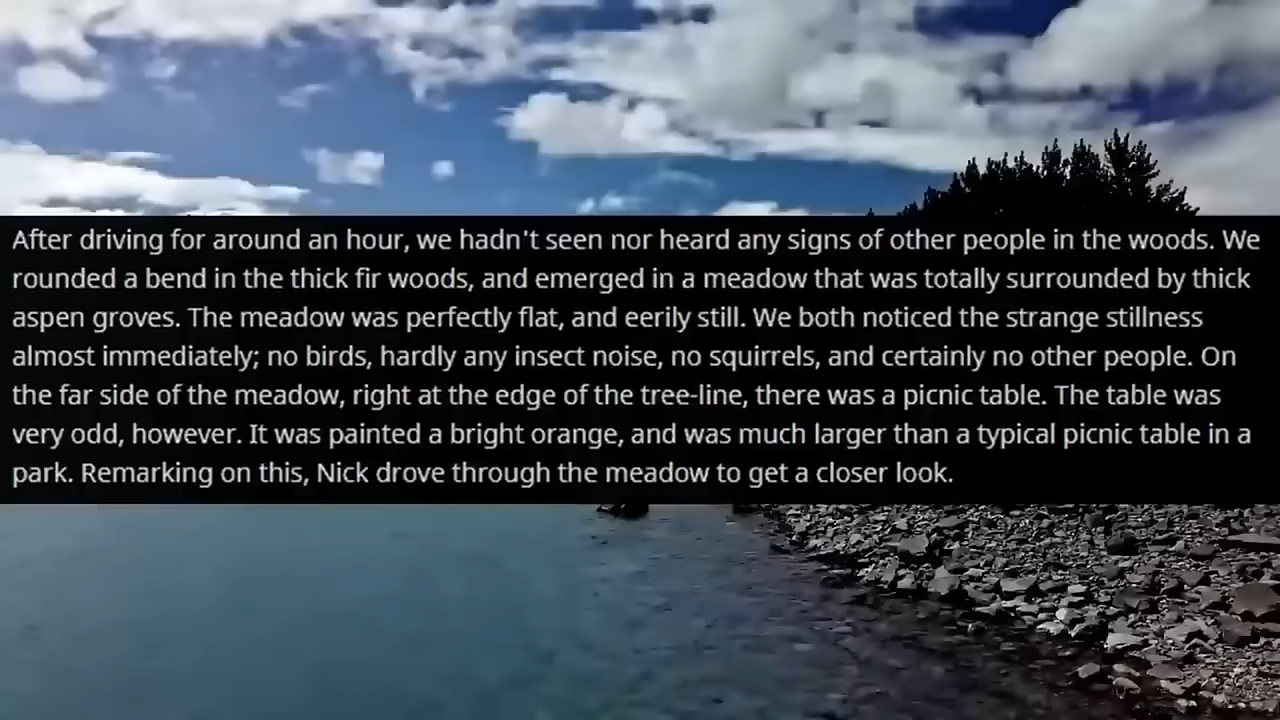 After driving for around an hour, we hadn't seen nor heard any signs of other people in the woods. We
rounded a bend in the thick fir woods, and emerged in a meadow that was totally surrounded by thick
aspen groves. The meadow was perfectly flat, and eerily still. We both noticed the strange stillness
almost immediately; no birds, hardly any insect noise, no squirrels, and certainly no other people. On
the far side of the meadow, right at the edge of the tree-line, there was a picnic table. The table was
very odd, however. It was painted a bright orange, and was much larger than a typical picnic table in a
park. Remarking on this, Nick drove through the meadow to get a closer look.